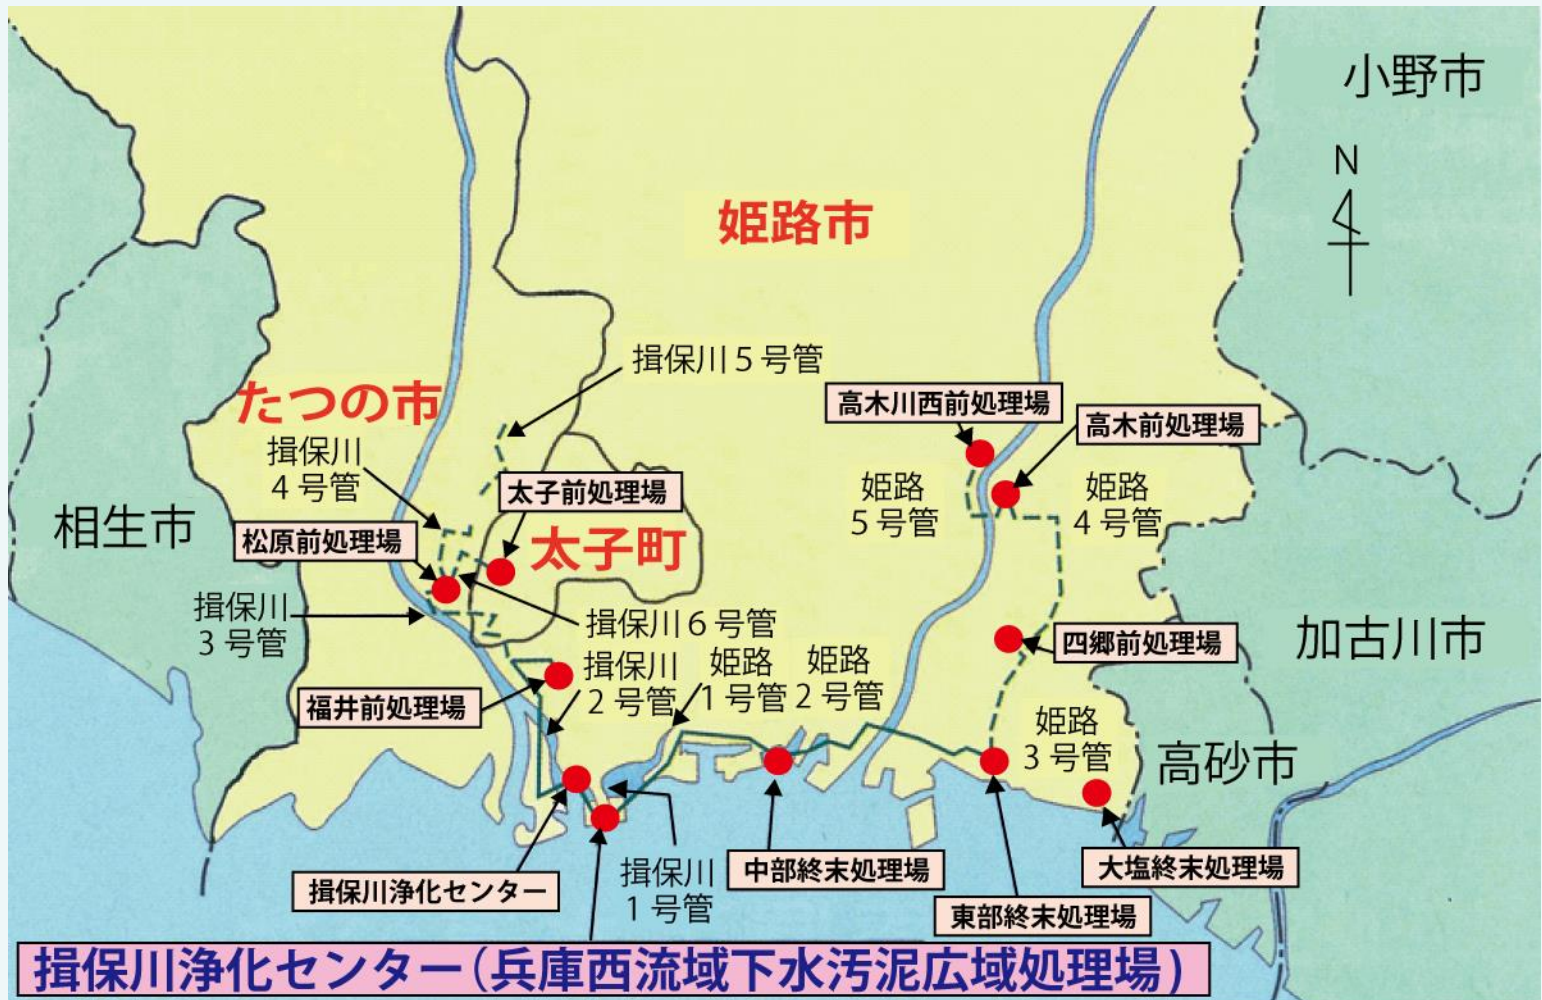 小野市
N
姫路市
揖保川５号管
たつの市
高木川西前処理場
高木前処理場
揖保川
４号管
太子前処理場
姫路
５号管
姫路
４号管
相生市
松原前処理場
太子町
揖保川
３号管
揖保川６号管
四郷前処理場
加古川市
揖保川
２号管
姫路
１号管
姫路
２号管
福井前処理場
姫路
３号管
高砂市
揖保川浄化センター
揖保川
１号管
中部終末処理場
大塩終末処理場
東部終末処理場
揖保川浄化センター（兵庫西流域下水汚泥広域処理場）